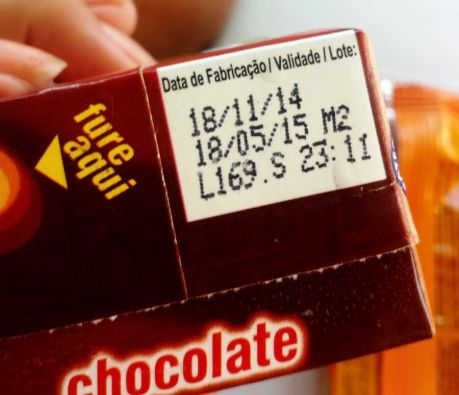 Data de Fabricação / Validade / Lote:
18/11/14
18/05/15 M2
L169.S 23:11
fure
aqui
chocolate